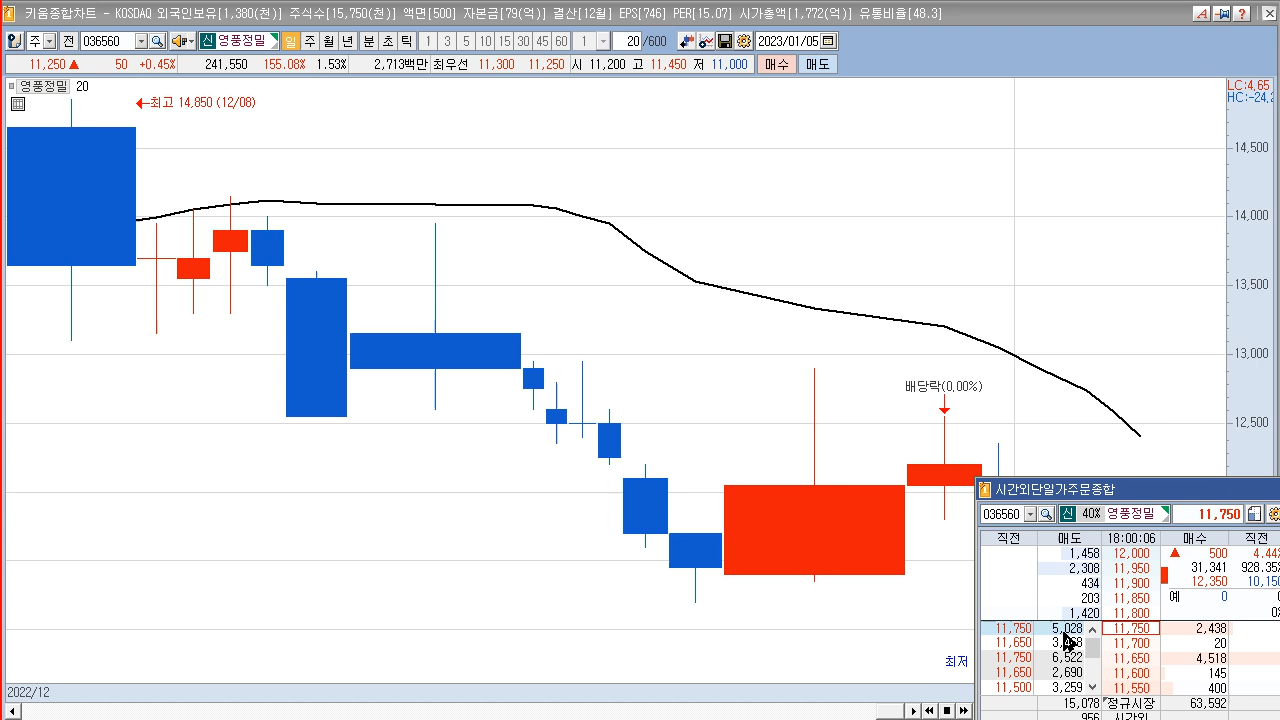 키움종합차트 - KOSDAQ 외국인보유[1,380(천)] 주식수[15,750(천)] 액면[500] 자본금[79(억)] 결산[12월] EPS[746] PER[15.07] 시가총액[1,772(억)] 유통비율[48.3]
주 전 036560 신 영풍정밀 일 주 월 년 분 초 틱 1 3 5 10 15 30 45 60 1 20 /600 2023/01/05
11,250 ▲ 50 +0.45% 241,550 155.08% 1.53% 2,713백만 최우선 11,300 11,250 시 11,200 고 11,450 저 11,000 매수 매도
영풍정밀 20
LC:4,65
HC:-24,2
최고 14,850 (12/08)
14,500
14,000
13,500
13,000
배당락(0,00%)
12,500
시간외단일가주문종합
036560 신 40% 영풍정밀 11,750
직전 매도 18:00:06 매수 직전
1,458 12,000 ▲ 500 4.44
2,308 11,950 31,341 928.35
434 11,900 12,350 10,15
203 11,850 예 0
1,420 11,800
11,750 5,028 11,750 2,438
11,650 11,700 20
11,750 6,522 11,650 4,518
최저 11,650 2,690 11,600 145
11,500 3,259 11,550 400
2022/12
15,078 정규시장 63,592
956 시간외